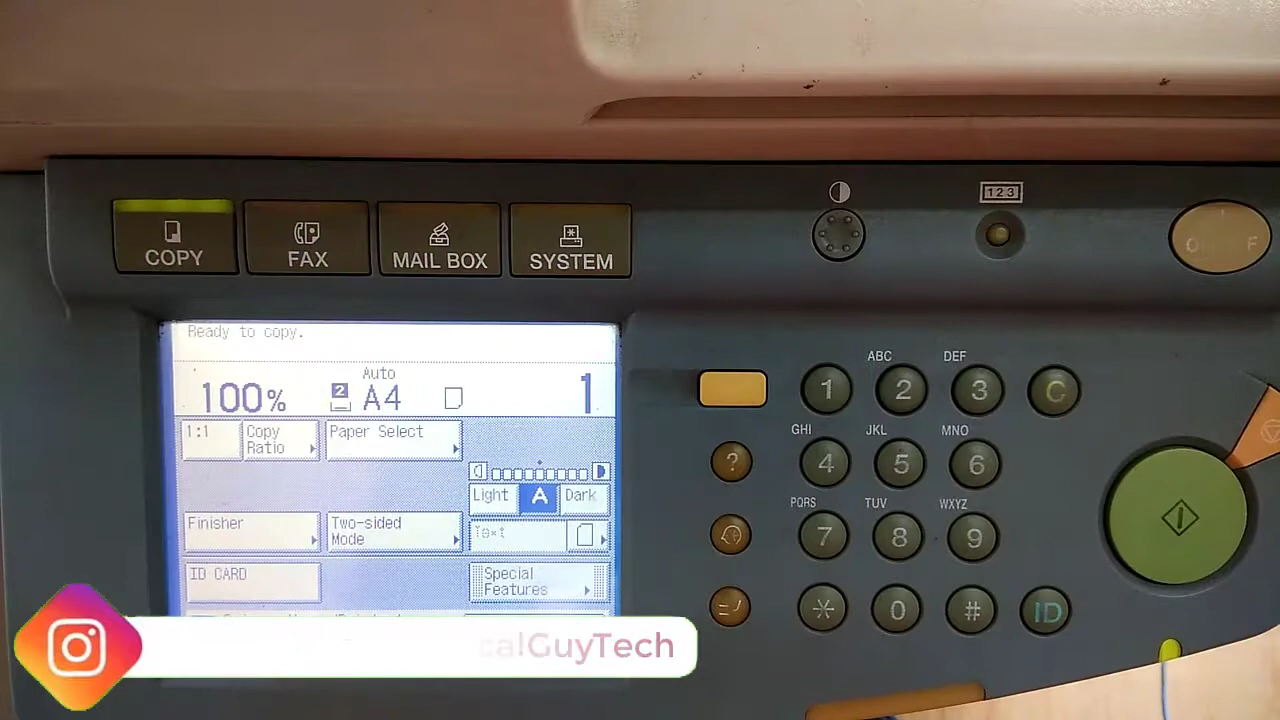 123
COPY
FAX
MAIL BOX
SYSTEM
Ready to copy.
100%
2
Auto
A4
1
1:1
Copy
Ratio
Paper Select
Light
A
Dark
Finisher
Two-sided
Mode
Text
ID CARD
Special
Features
ABC
DEF
1
2
3
C
GHI
JKL
MNO
?
4
5
6
PQRS
TUV
WXYZ
7
8
9
*
0
#
ID
calGuyTech